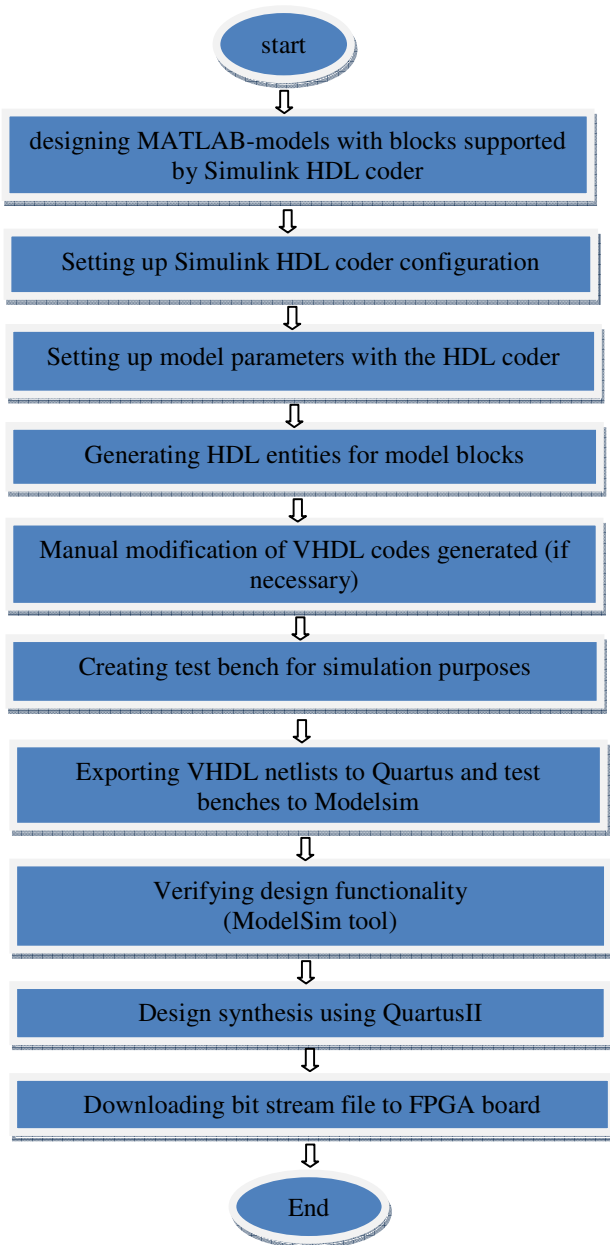 start
designing MATLAB-models with blocks supported
by Simulink HDL coder
Setting up Simulink HDL coder configuration
Setting up model parameters with the HDL coder
Generating HDL entities for model blocks
Manual modification of VHDL codes generated (if
necessary)
Creating test bench for simulation purposes
Exporting VHDL netlists to Quartus and test
benches to Modelsim
Verifying design functionality
(ModelSim tool)
Design synthesis using QuartusII
Downloading bit stream file to FPGA board
End